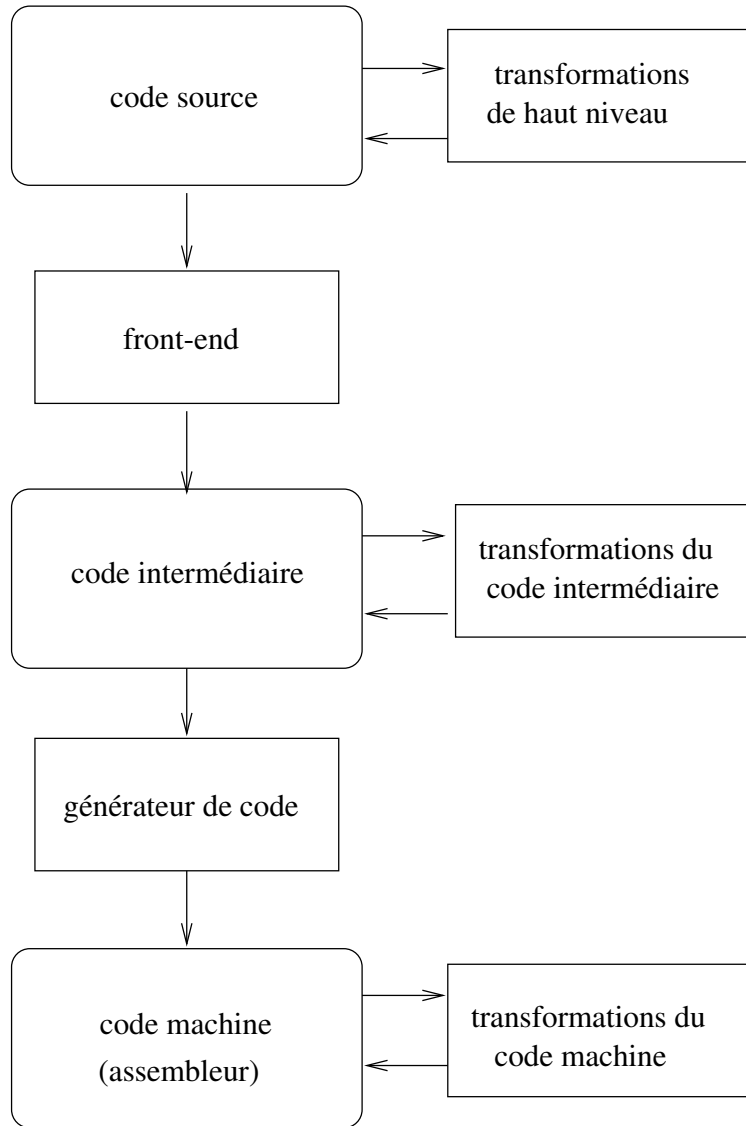 code source
transformations
de haut niveau
front-end
code intermédiaire
transformations du
code intermédiaire
générateur de code
code machine
(assembleur)
transformations du
code machine